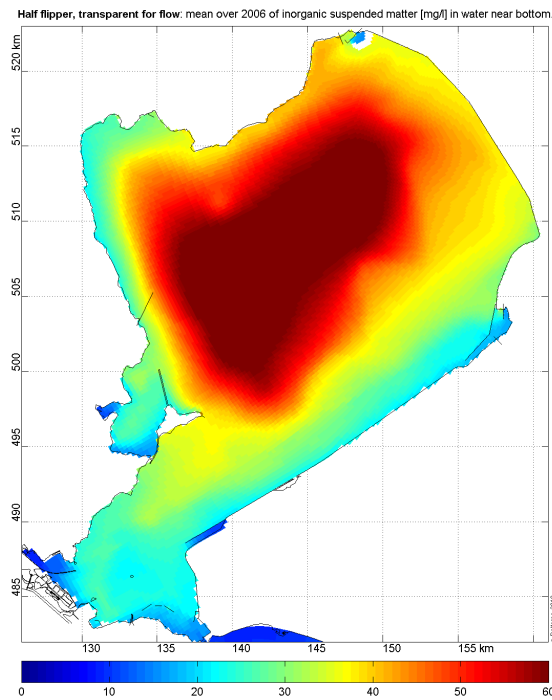 Half flipper, transparent for flow: mean over 2006 of inorganic suspended matter [mg/l] in water near bottom
520 km
515
510
505
500
495
490
485
130 135 140 145 150 155 km
0 10 20 30 40 50